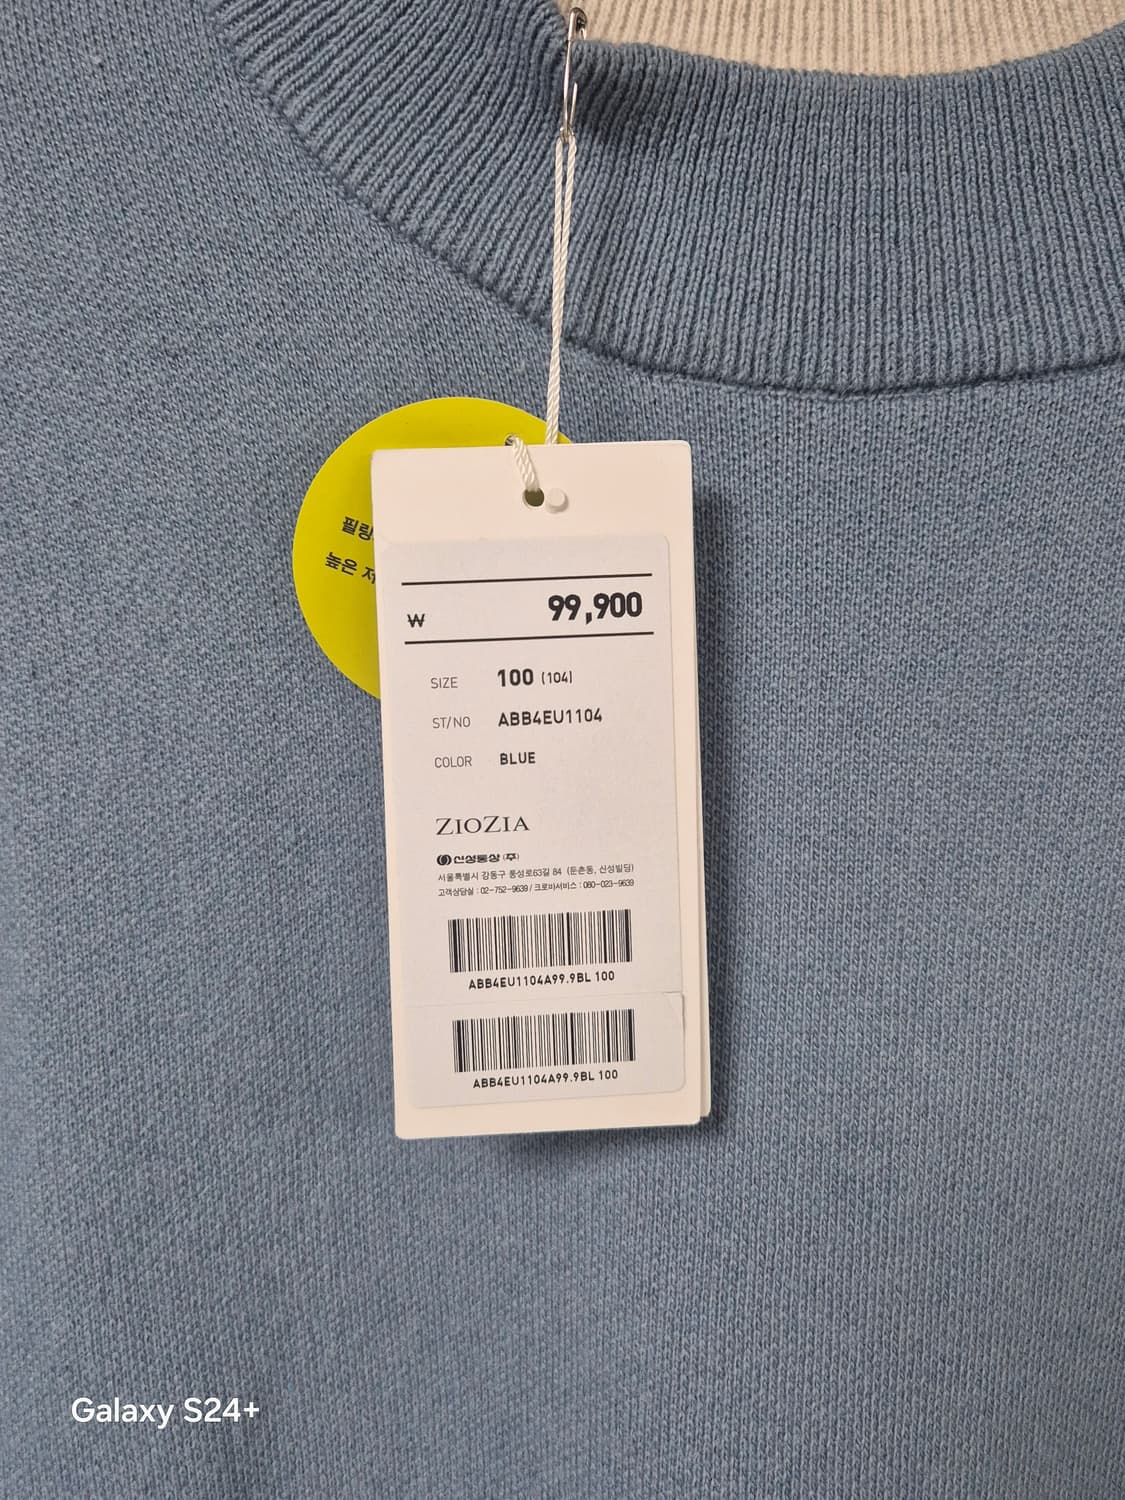 필링
높은 저
₩ 99,900
SIZE 100 (104)
ST/NO ABB4EU1104
COLOR BLUE
ZIOZIA
신성통상 (주)
서울특별시 강동구 풍성로63길 84 (둔촌동, 신성빌딩)
고객상담실 : 02-752-9639 / 크로바서비스 : 080-023-9639
ABB4EU1104A99.9BL 100
ABB4EU1104A99.9BL 100
Galaxy S24+